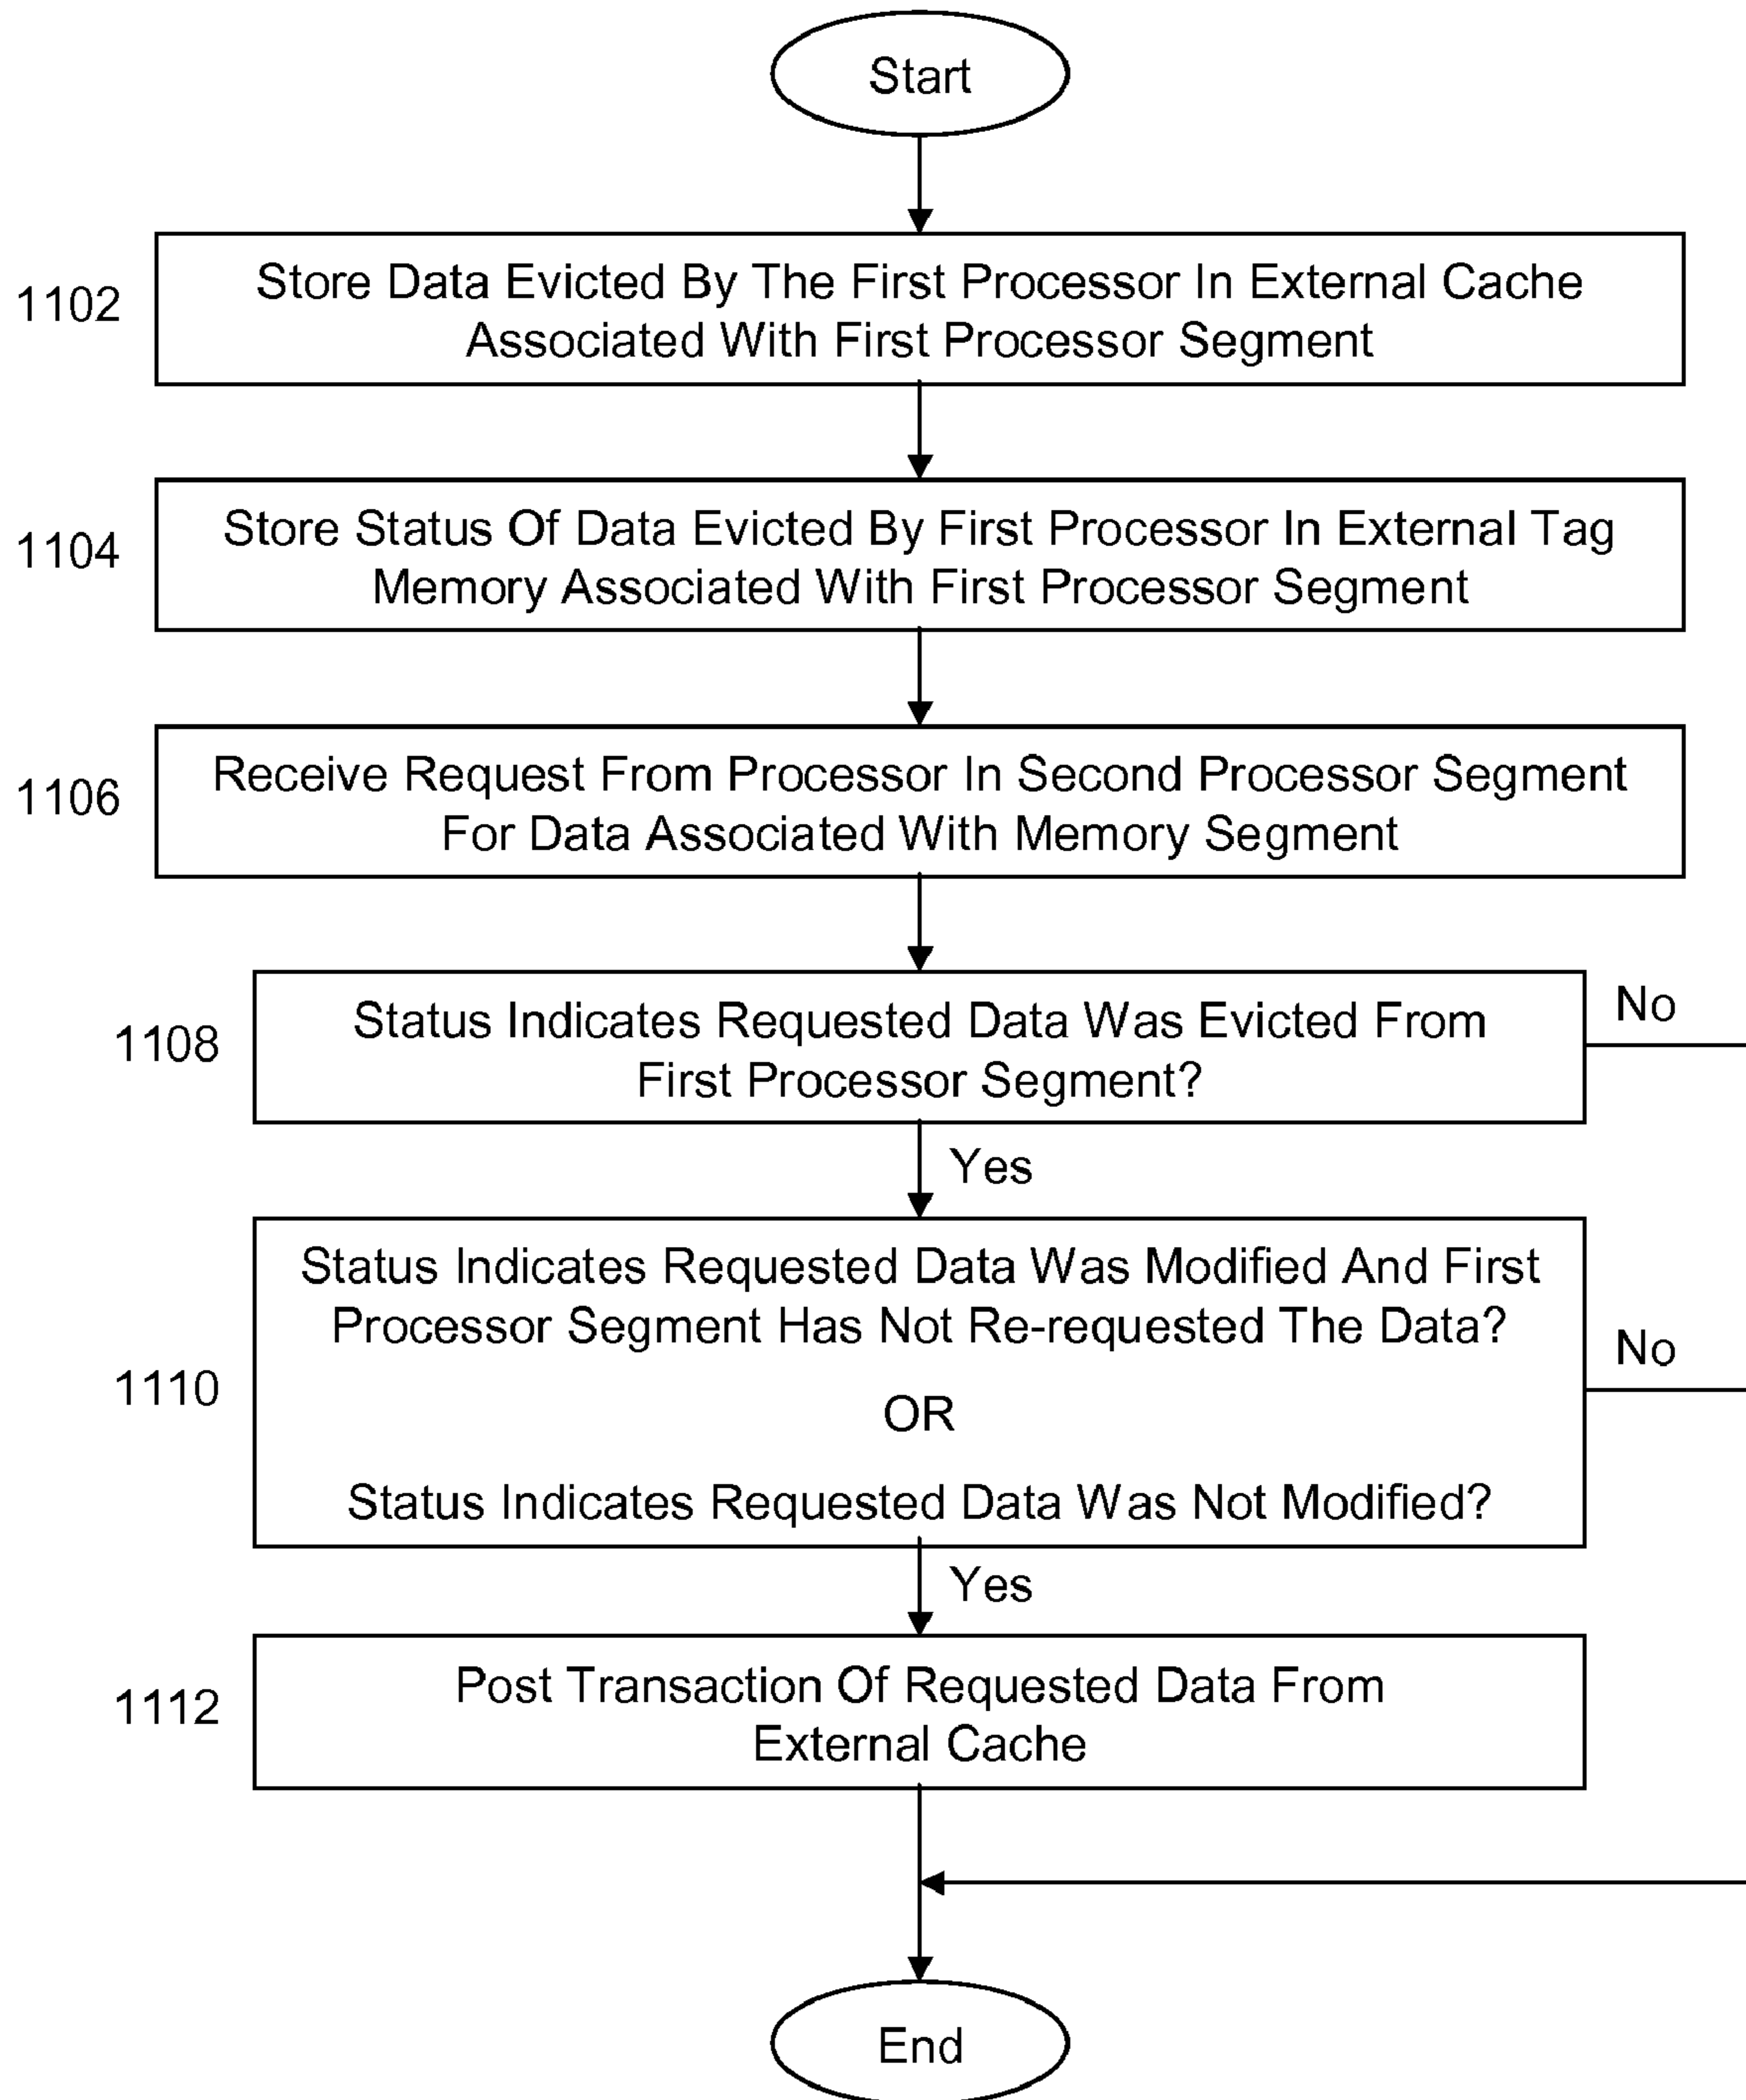 Start
1102
Store Data Evicted By The First Processor In External Cache
Associated With First Processor Segment
1104
Store Status Of Data Evicted By First Processor In External Tag
Memory Associated With First Processor Segment
1106
Receive Request From Processor In Second Processor Segment
For Data Associated With Memory Segment
1108
Status Indicates Requested Data Was Evicted From
First Processor Segment?
No
Yes
1110
Status Indicates Requested Data Was Modified And First
Processor Segment Has Not Re-requested The Data?
OR
Status Indicates Requested Data Was Not Modified?
No
Yes
1112
Post Transaction Of Requested Data From
External Cache
End